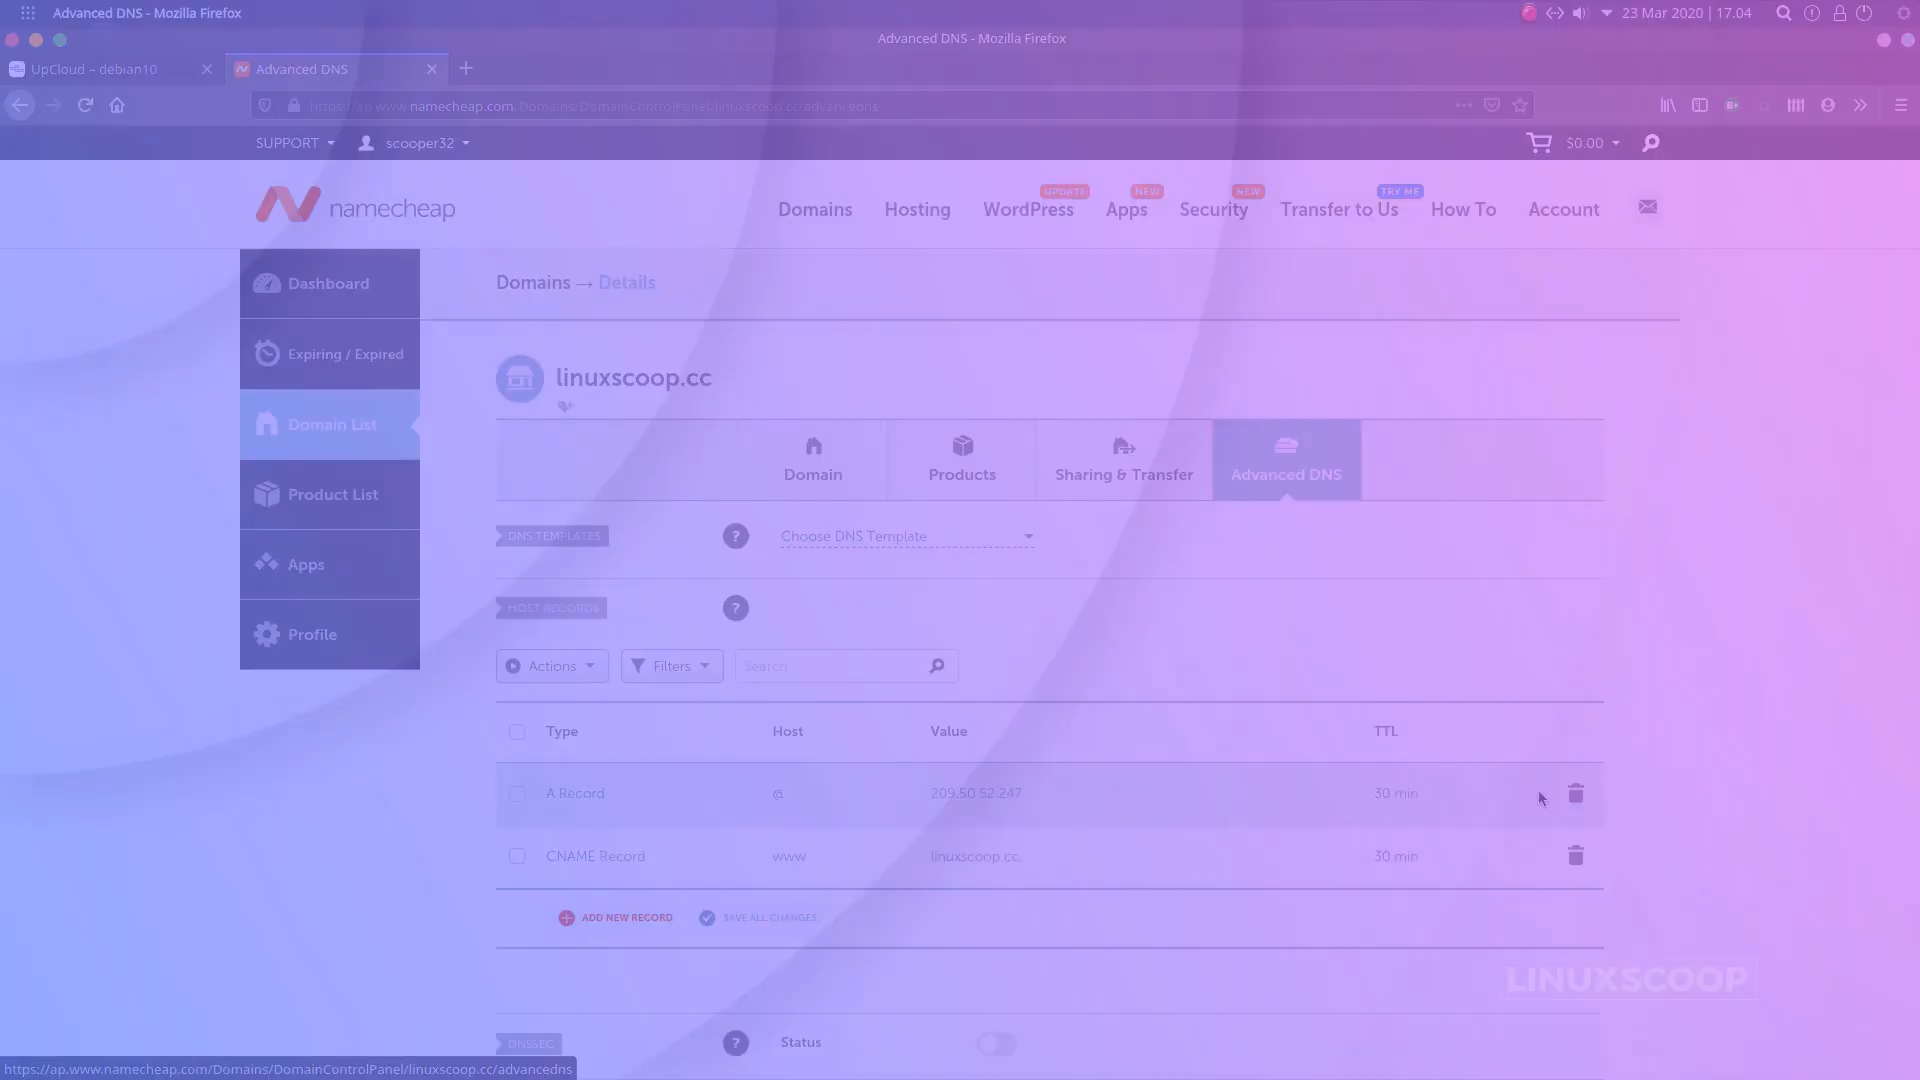 Advanced DNS - Mozilla Firefox
23 Mar 2020 | 17.04
Advanced DNS - Mozilla Firefox
UpCloud – debian10
Advanced DNS
https://ap.www.namecheap.com/Domains/DomainControlPanel/linuxscoop.cc/advancedns
SUPPORT
scooper32
$0.00
namecheap
UPDATE
NEW
NEW
TRY ME
Domains
Hosting
WordPress
Apps
Security
Transfer to Us
How To
Account
Dashboard
Expiring / Expired
Domain List
Product List
Apps
Profile
Domains → Details
linuxscoop.cc
Domain
Products
Sharing & Transfer
Advanced DNS
DNS TEMPLATES
?
Choose DNS Template
HOST RECORDS
?
Actions
Filters
Search
Type Host Value TTL
A Record @ 209.50.52.247 30 min
CNAME Record www linuxscoop.cc. 30 min
ADD NEW RECORD
SAVE ALL CHANGES
LINUXSCOOP
DNSSEC
?
Status
https://ap.www.namecheap.com/Domains/DomainControlPanel/linuxscoop.cc/advancedns